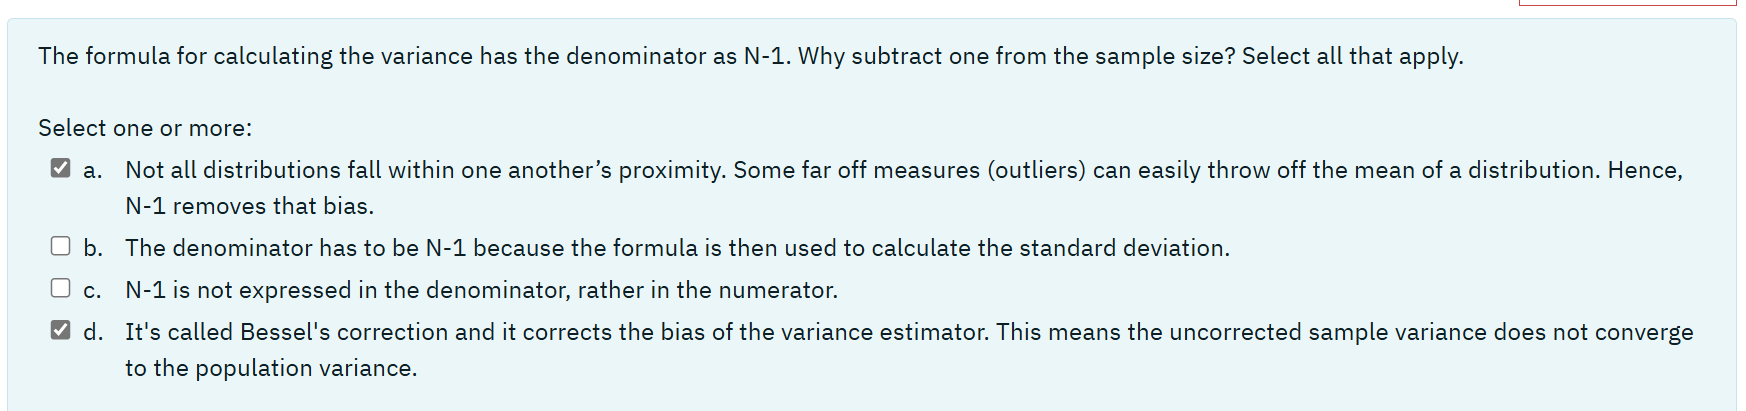 The formula for calculating the variance has the denominator as N-1. Why subtract one from the sample size? Select all that apply.
Select one or more:
a. Not all distributions fall within one another’s proximity. Some far off measures (outliers) can easily throw off the mean of a distribution. Hence,
N-1 removes that bias.
b. The denominator has to be N-1 because the formula is then used to calculate the standard deviation.
c. N-1 is not expressed in the denominator, rather in the numerator.
d. It's called Bessel's correction and it corrects the bias of the variance estimator. This means the uncorrected sample variance does not converge
to the population variance.